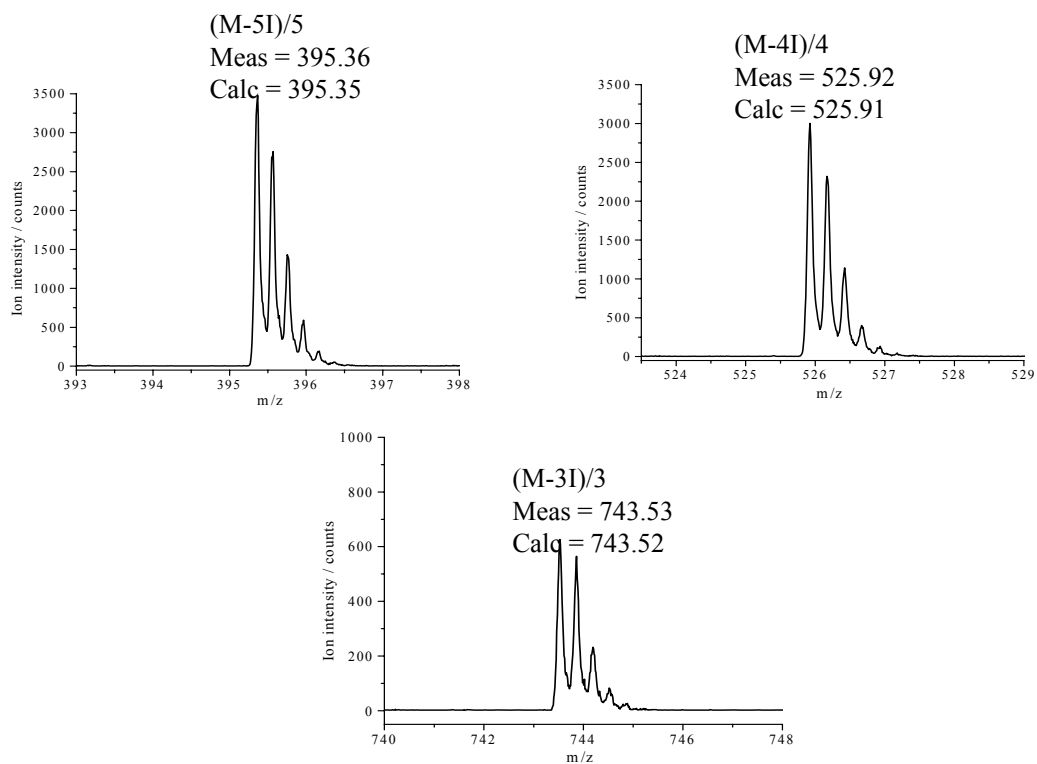 (M-5I)/5
Meas = 395.36
Calc = 395.35
3500
3000
2500
2000
1500
1000
500
0
Ion intensity / counts
393 394 395 396 397 398
m/z
(M-4I)/4
Meas = 525.92
Calc = 525.91
3500
3000
2500
2000
1500
1000
500
0
Ion intensity / counts
524 525 526 527 528 529
m/z
(M-3I)/3
Meas = 743.53
Calc = 743.52
1000
800
600
400
200
0
Ion intensity / counts
740 742 744 746 748
m/z